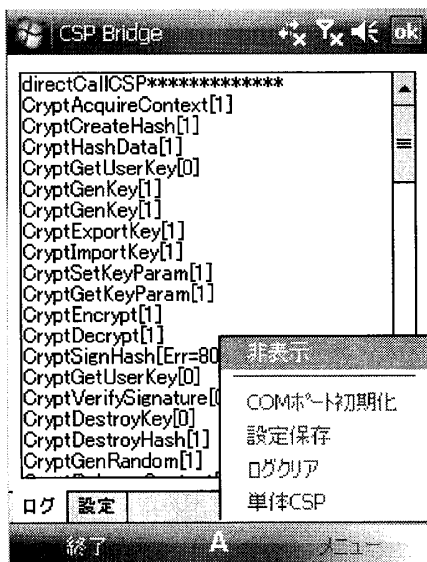 CSP Bridge ok
directCallCSP*************
CryptAcquireContext[1]
CryptCreateHash[1]
CryptHashData[1]
CryptGetUserKey[0]
CryptGenKey[1]
CryptGenKey[1]
CryptExportKey[1]
CryptImportKey[1]
CryptSetKeyParam[1]
CryptGetKeyParam[1]
CryptEncrypt[1]
CryptDecrypt[1]
CryptSignHash[Err=80
CryptGetUserKey[0]
CryptVerifySignature[0
CryptDestroyKey[0]
CryptDestroyHash[1]
CryptGenRandom[1]
非表示
COMポート初期化
設定保存
ログクリア
単体CSP
ログ 設定
終了 A メニュー